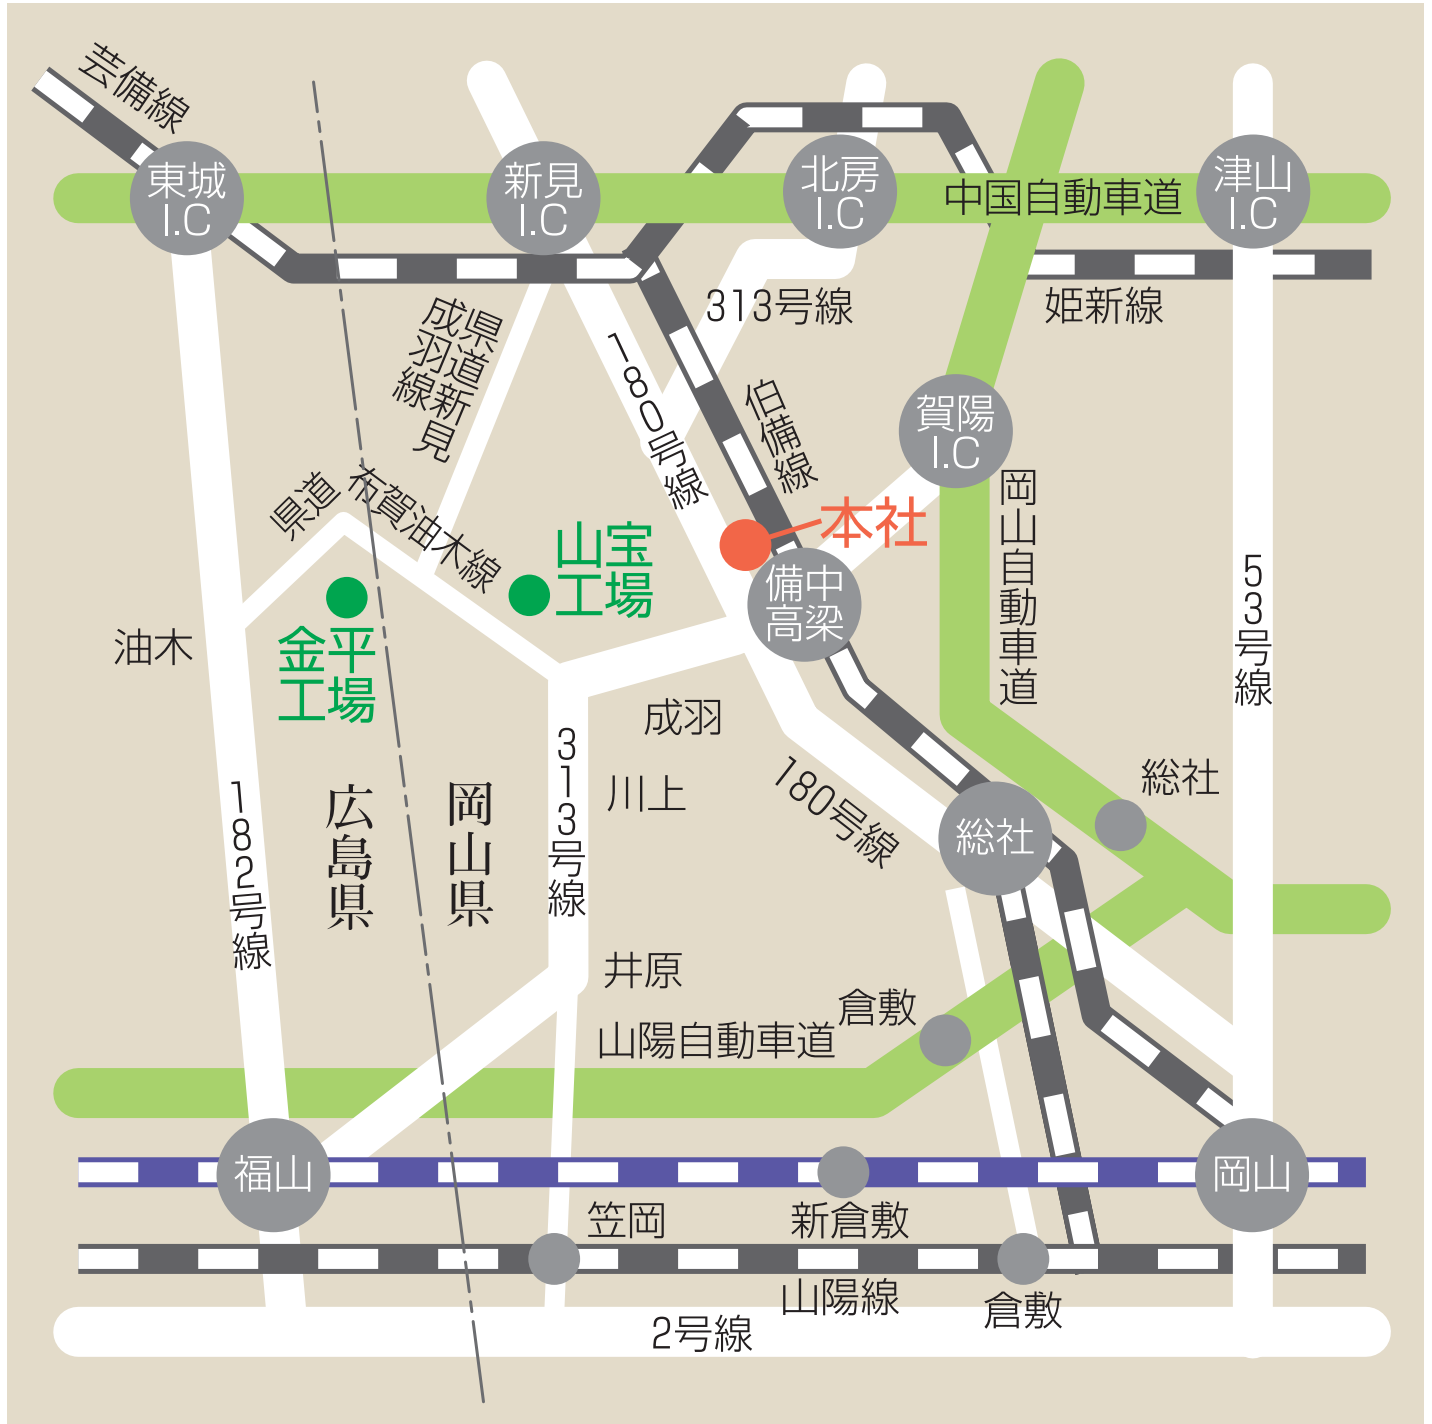 芸備線
東城
I.C
新見
I.C
北房
I.C
中国自動車道
津山
I.C
313号線
姫新線
県道新見
成羽線
180号線
伯備線
賀陽
I.C
岡山自動車道
県道
布賀油木線
本社
山宝
工場
備中
高梁
53号線
金平
工場
油木
成羽
313号線
川上
180号線
総社
総社
182号線
広島県
岡山県
井原
倉敷
山陽自動車道
福山
岡山
笠岡
新倉敷
山陽線
倉敷
2号線